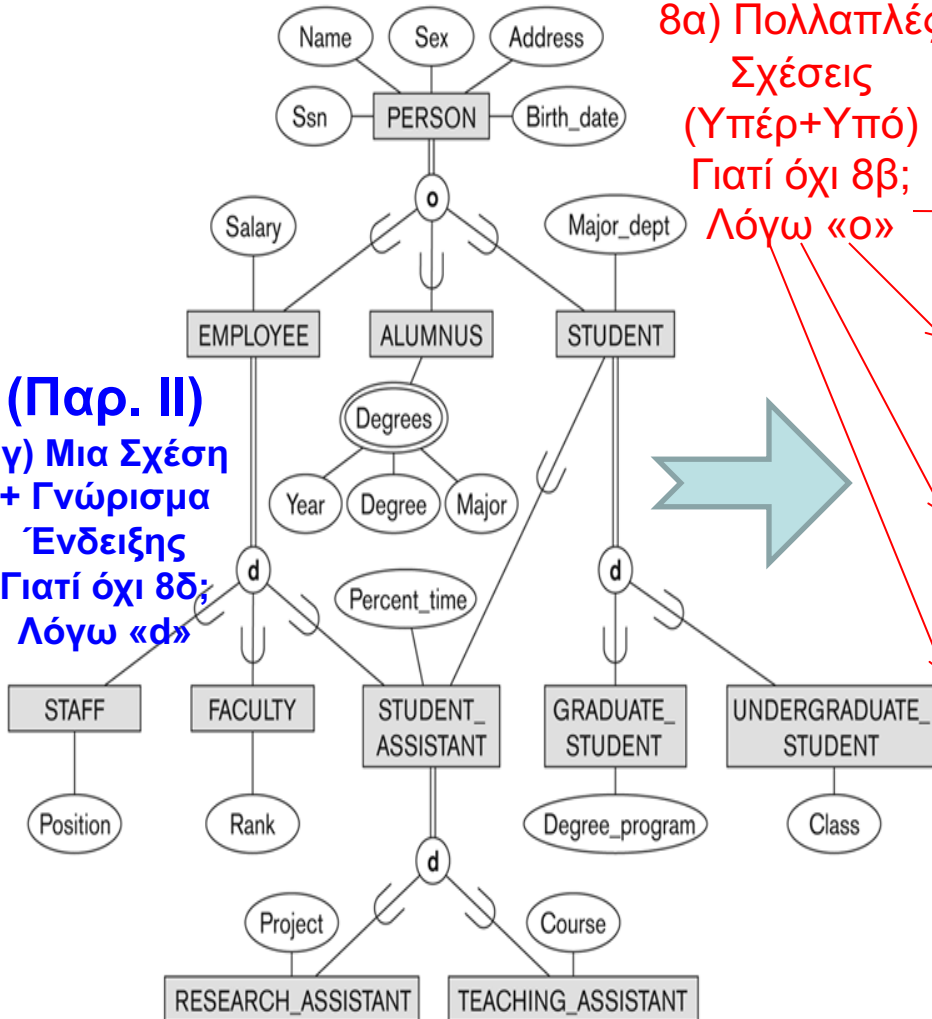 Name
Sex
Address
Ssn
PERSON
Birth_date
8α) Πολλαπλές
Σχέσεις
(Υπέρ+Υπό)
Γιατί όχι 8β;
Λόγω «o»
o
Salary
Major_dept
EMPLOYEE
ALUMNUS
STUDENT
(Παρ. II)
γ) Μια Σχέση
+ Γνώρισμα
Ένδειξης
Γιατί όχι 8δ;
Λόγω «d»
Degrees
Year
Degree
Major
d
Percent_time
d
STAFF
FACULTY
STUDENT_
ASSISTANT
GRADUATE_
STUDENT
UNDERGRADUATE_
STUDENT
Position
Rank
Degree_program
Class
d
Project
Course
RESEARCH_ASSISTANT
TEACHING_ASSISTANT